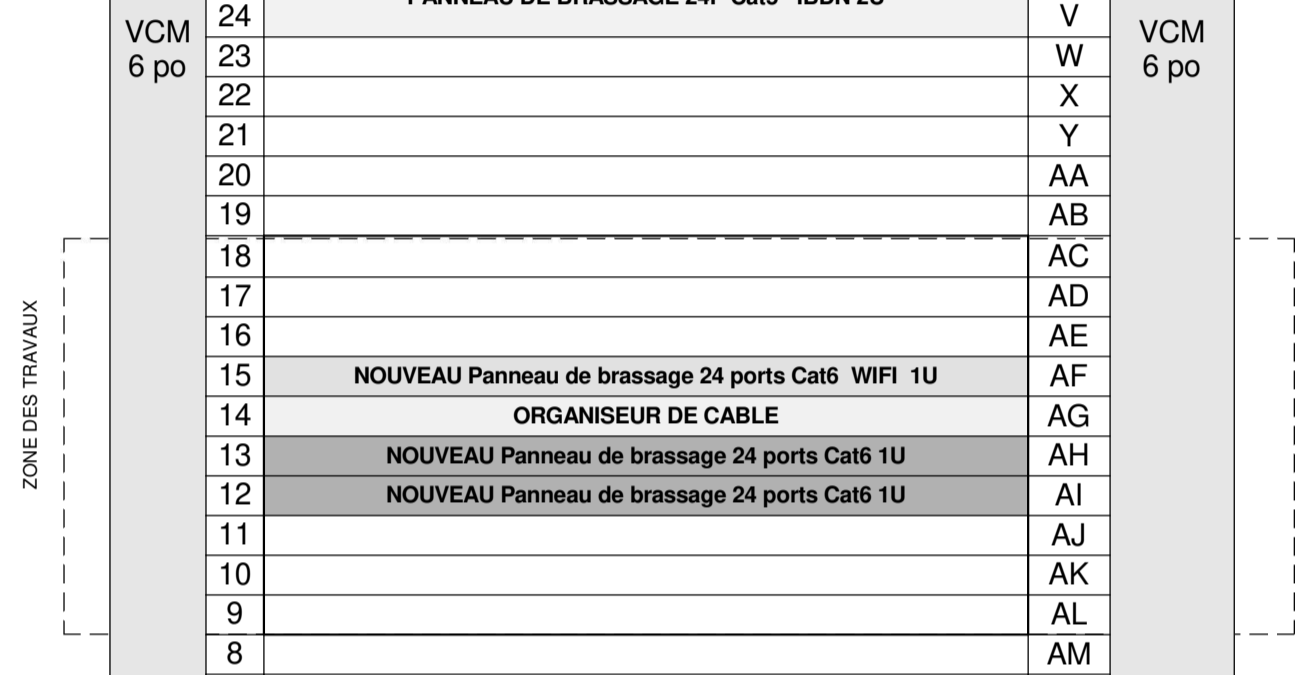 24 V
VCM
6 po
VCM
6 po
23 W
22 X
21 Y
20 AA
19 AB
18 AC
17 AD
16 AE
15 NOUVEAU Panneau de brassage 24 ports Cat6 WIFI 1U AF
14 ORGANISEUR DE CABLE AG
13 NOUVEAU Panneau de brassage 24 ports Cat6 1U AH
12 NOUVEAU Panneau de brassage 24 ports Cat6 1U AI
11 AJ
10 AK
9 AL
8 AM
ZONE DES TRAVAUX